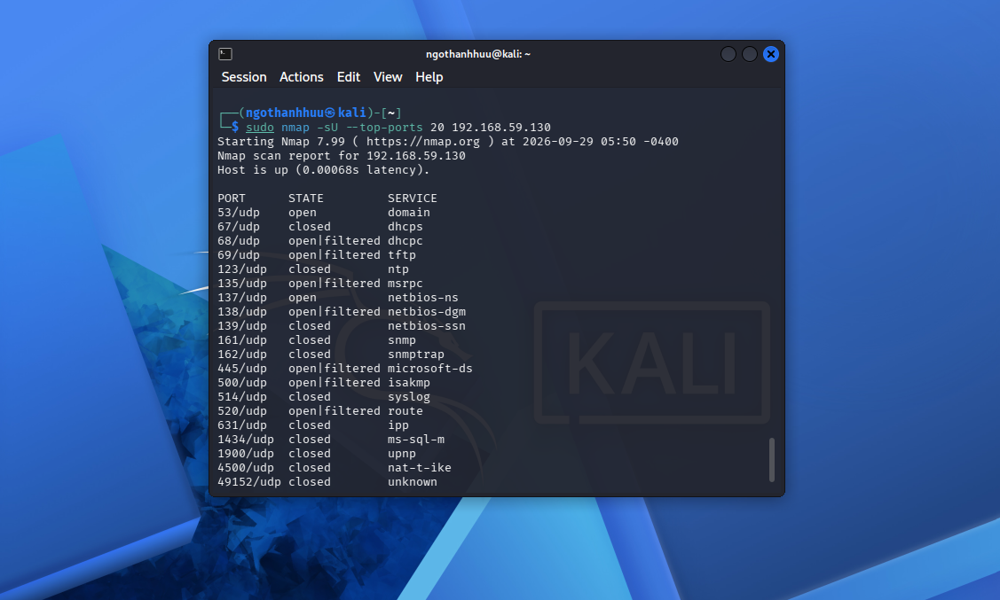 ngothanhhuu@kali: ~
Session Actions Edit View Help
┌──(ngothanhhuu㉿kali)-[~]
└─$ sudo nmap -sU --top-ports 20 192.168.59.130
Starting Nmap 7.99 ( https://nmap.org ) at 2026-09-29 05:50 -0400
Nmap scan report for 192.168.59.130
Host is up (0.00068s latency).
PORT STATE SERVICE
53/udp open domain
67/udp closed dhcps
68/udp open|filtered dhcpc
69/udp open|filtered tftp
123/udp closed ntp
135/udp open|filtered msrpc
137/udp open netbios-ns
138/udp open|filtered netbios-dgm
139/udp closed netbios-ssn
161/udp closed snmp
162/udp closed snmptrap
445/udp open|filtered microsoft-ds
500/udp open|filtered isakmp
514/udp closed syslog
520/udp open|filtered route
631/udp closed ipp
1434/udp closed ms-sql-m
1900/udp closed upnp
4500/udp closed nat-t-ike
49152/udp closed unknown
KALI